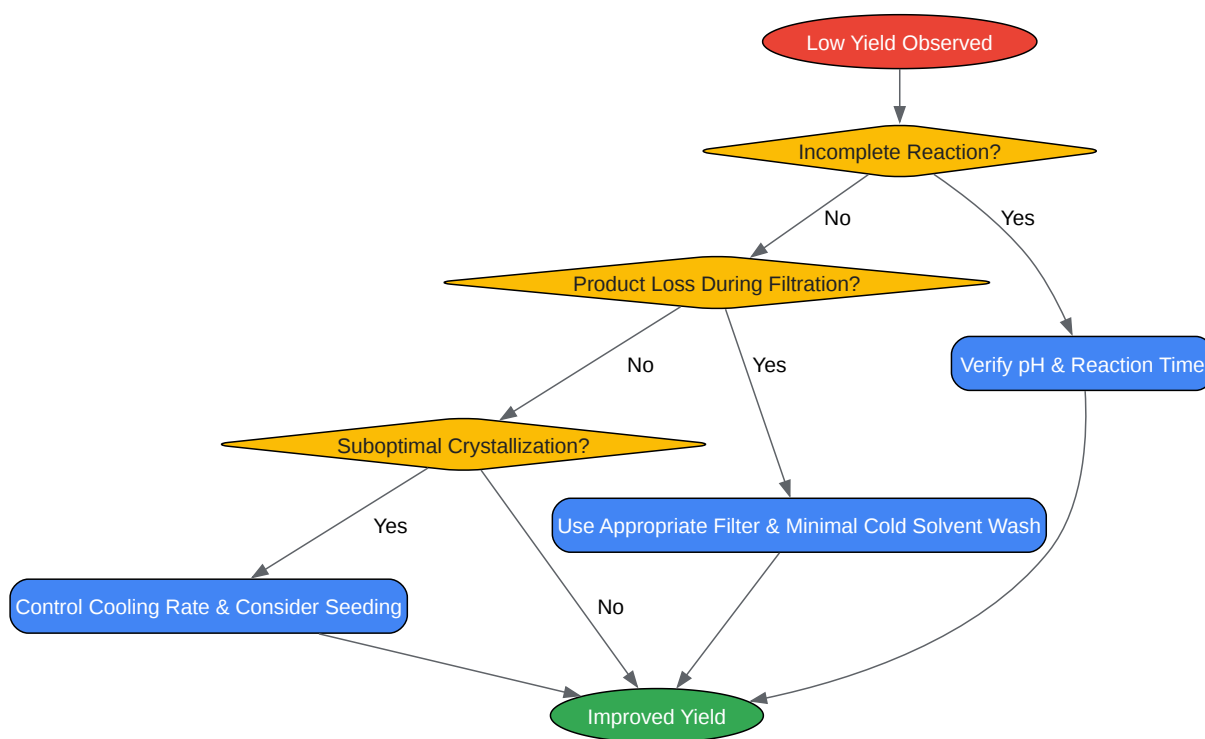 Low Yield Observed
Incomplete Reaction?
No
Yes
Product Loss During Filtration?
No
Yes
Verify pH & Reaction Time
Suboptimal Crystallization?
Yes
Use Appropriate Filter & Minimal Cold Solvent Wash
Control Cooling Rate & Consider Seeding
No
Improved Yield